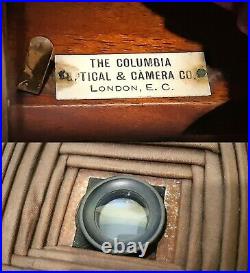 THE COLUMBIA
OPTICAL & CAMERA CO.
LONDON, E. C.